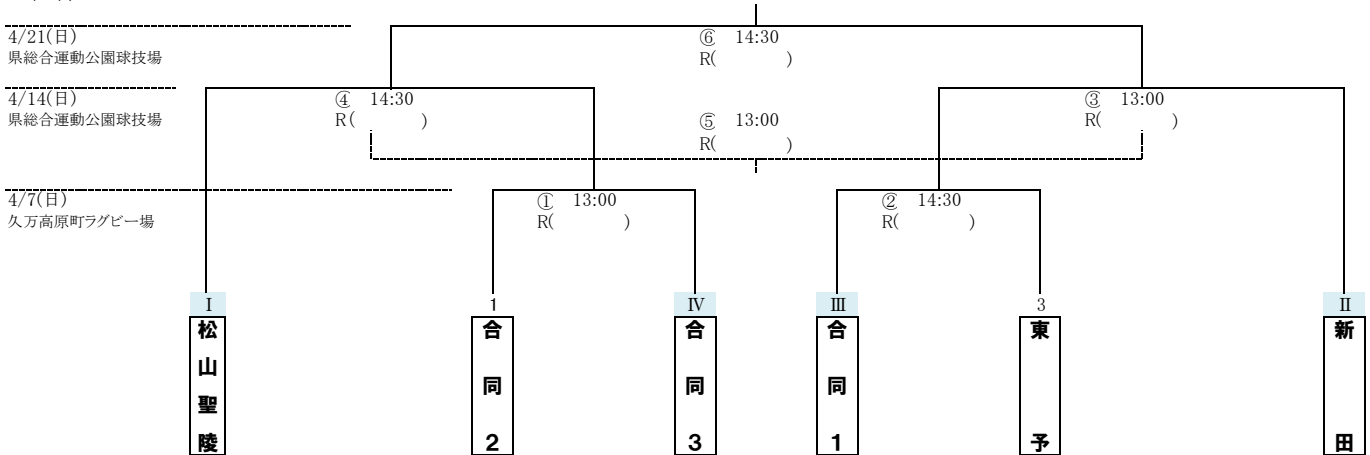 4/21(日)
県総合運動公園球技場
⑥ 14:30
R( )
4/14(日)
県総合運動公園球技場
④ 14:30
R( )
⑤ 13:00
R( )
③ 13:00
R( )
4/7(日)
久万高原町ラグビー場
① 13:00
R( )
② 14:30
R( )
Ⅰ
松山聖陵
1
合同2
Ⅳ
合同3
Ⅲ
合同1
3
東予
Ⅱ
新田